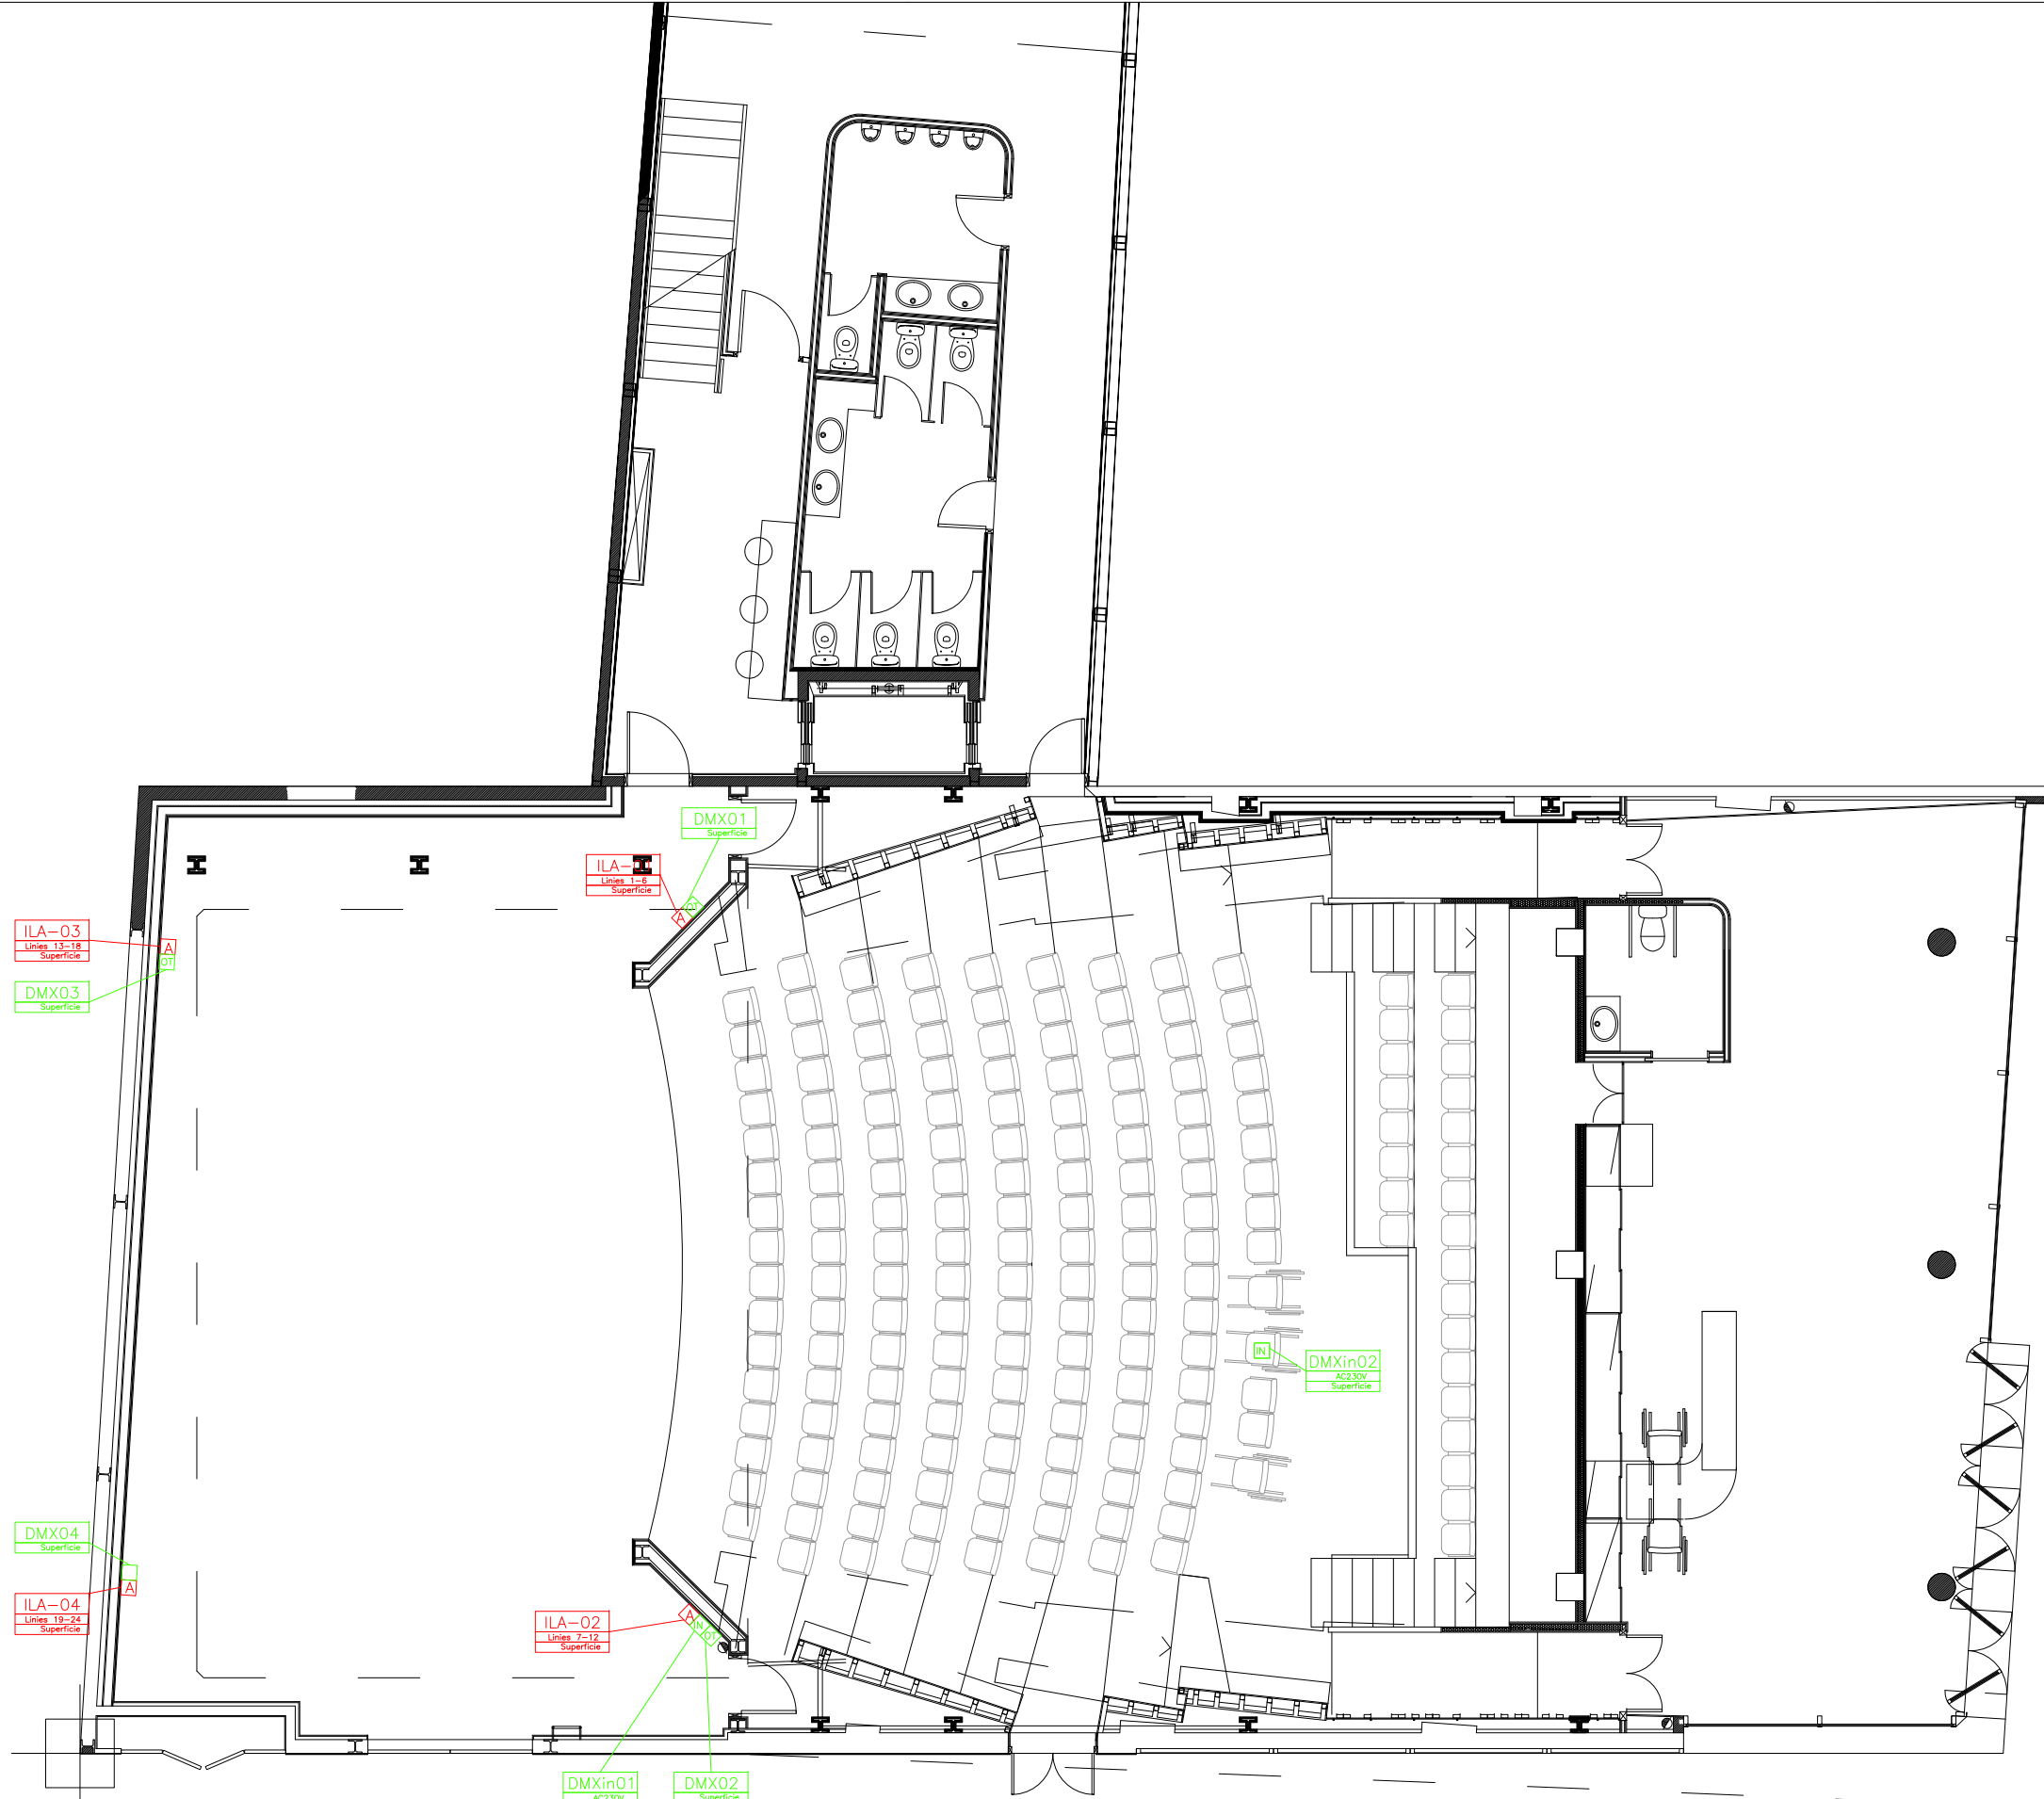 DMX01
Superficie
ILA-01
Linies 1-6
Superficie
OT
A
ILA-03
Linies 13-18
Superficie
A
OT
DMX03
Superficie
IN
DMXin02
AC230V
Superficie
DMX04
Superficie
A
ILA-04
Linies 19-24
Superficie
ILA-02
Linies 7-12
Superficie
A
IN
OT
DMXin01
AC230V
DMX02
Superficie